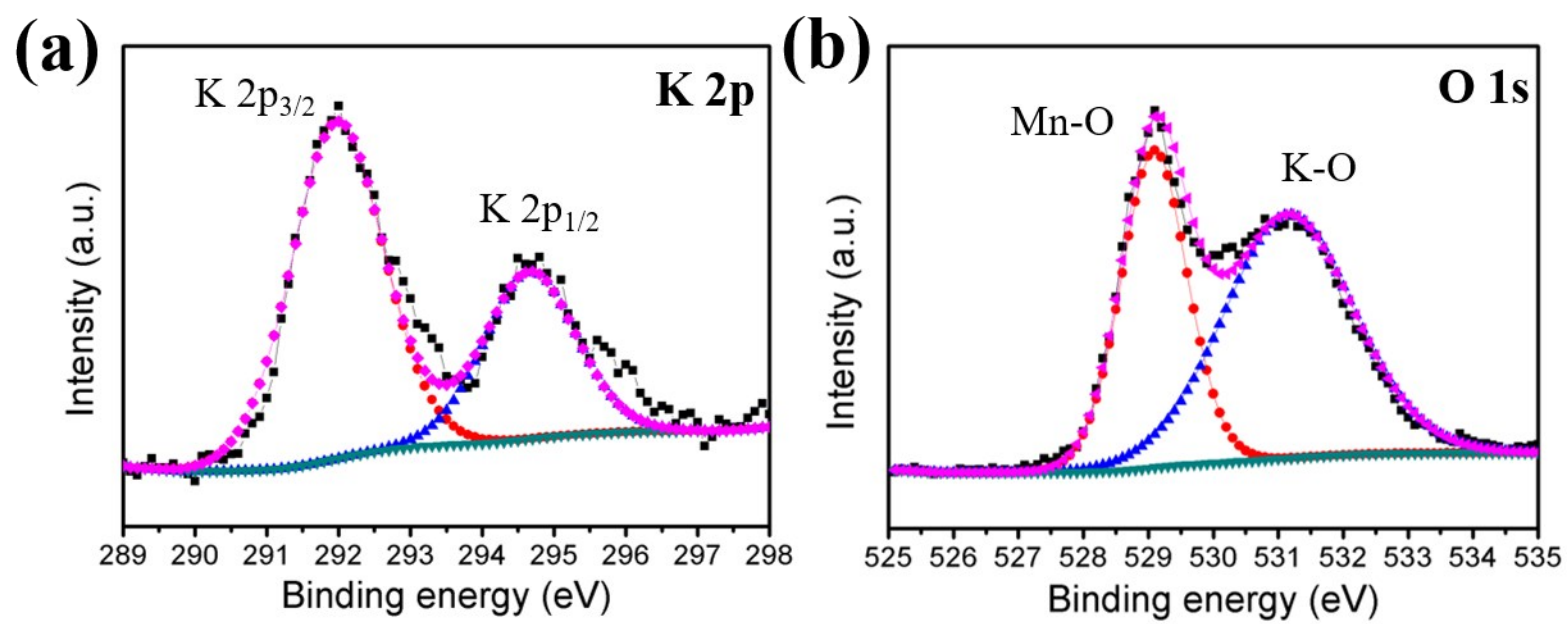 (a)
K 2p
K 2p3/2
K 2p1/2
Intensity (a.u.)
289 290 291 292 293 294 295 296 297 298
Binding energy (eV)
(b)
O 1s
Mn-O
K-O
Intensity (a.u.)
525 526 527 528 529 530 531 532 533 534 535
Binding energy (eV)